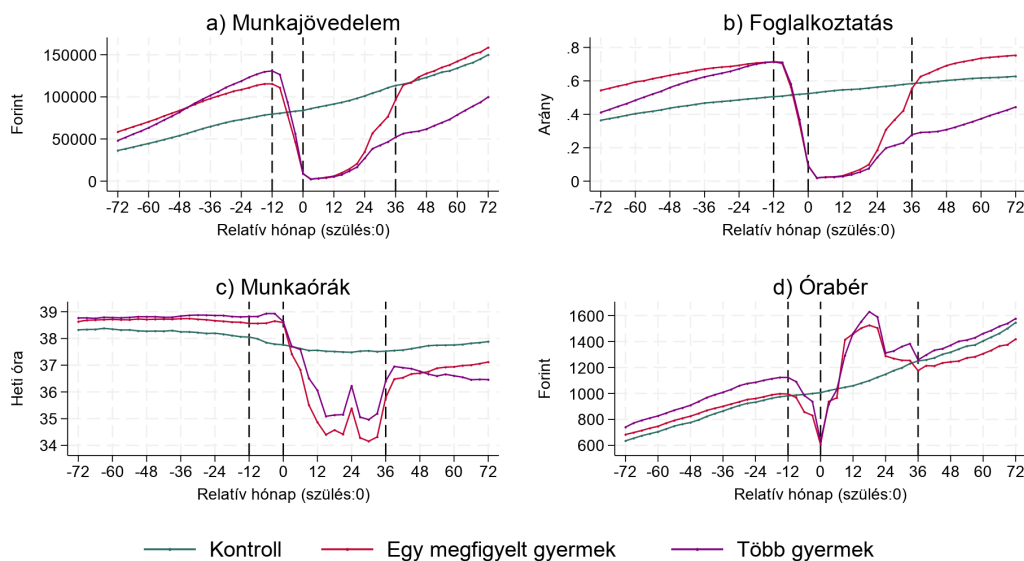 a) Munkajövedelem
Forint
150000
100000
50000
0
-72 -60 -48 -36 -24 -12 0 12 24 36 48 60 72
Relatív hónap (szülés:0)
b) Foglalkoztatás
Arány
.8
.6
.4
.2
0
-72 -60 -48 -36 -24 -12 0 12 24 36 48 60 72
Relatív hónap (szülés:0)
c) Munkaórák
Heti óra
39
38
37
36
35
34
-72 -60 -48 -36 -24 -12 0 12 24 36 48 60 72
Relatív hónap (szülés:0)
d) Órabér
Forint
1600
1400
1200
1000
800
600
-72 -60 -48 -36 -24 -12 0 12 24 36 48 60 72
Relatív hónap (szülés:0)
Kontroll Egy megfigyelt gyermek Több gyermek